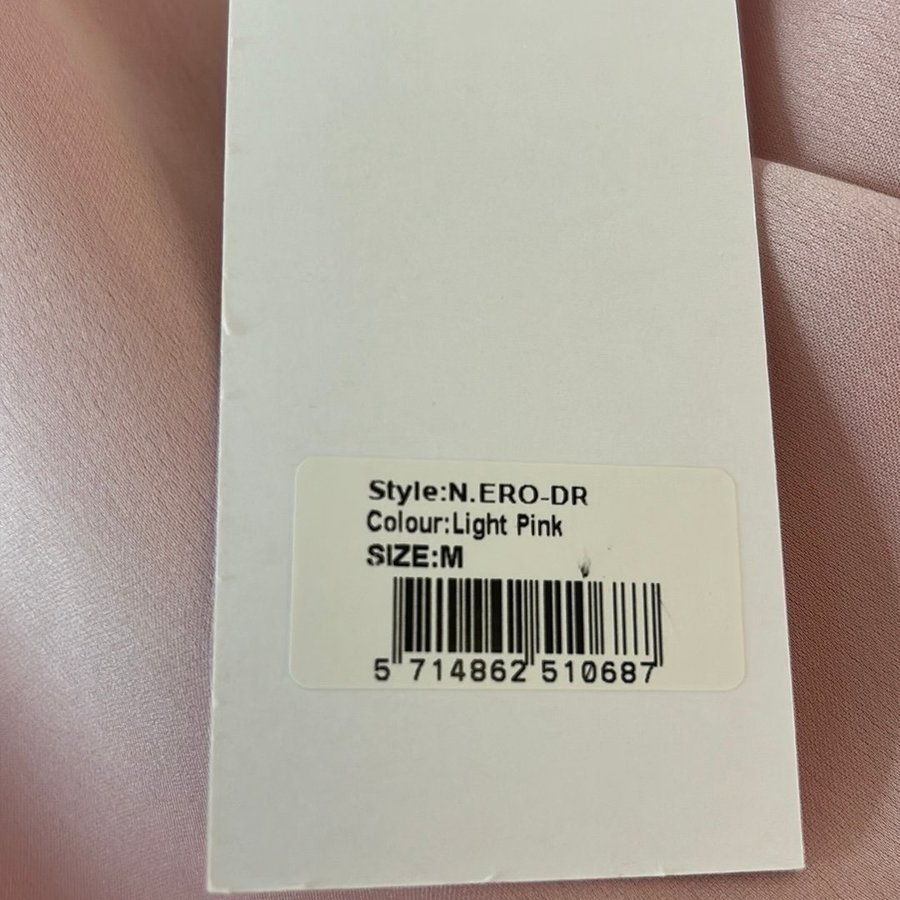 Style:N.ERO-DR
Colour:Light Pink
SIZE:M
5 714862 510687